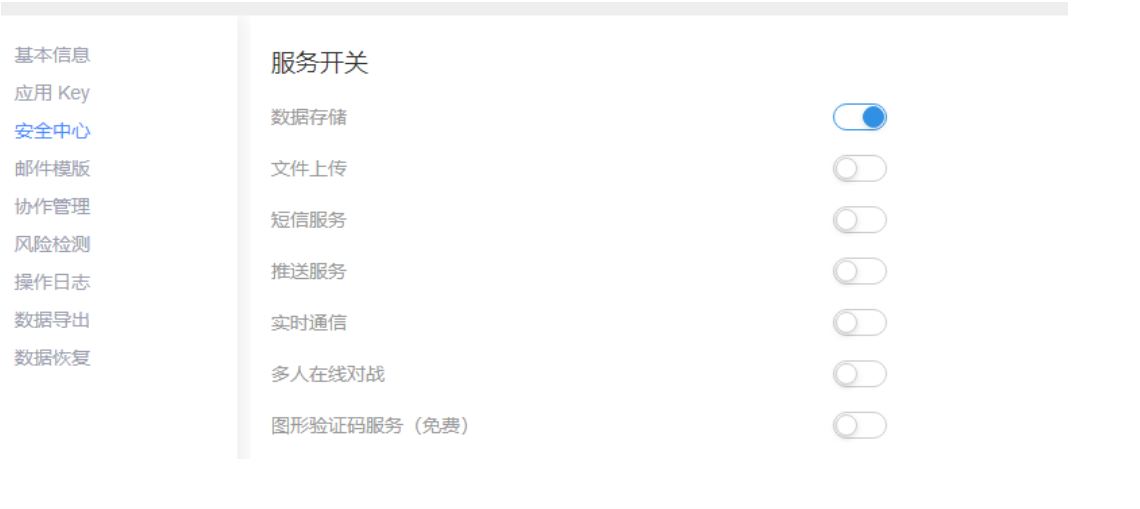 基本信息
应用 Key
安全中心
邮件模版
协作管理
风险检测
操作日志
数据导出
数据恢复
服务开关
数据存储
文件上传
短信服务
推送服务
实时通信
多人在线对战
图形验证码服务（免费）